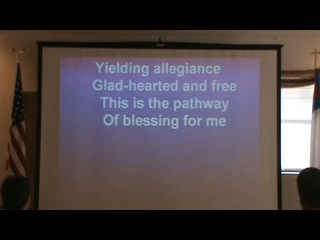 Yielding allegiance
Glad-hearted and free
This is the pathway
Of blessing for me